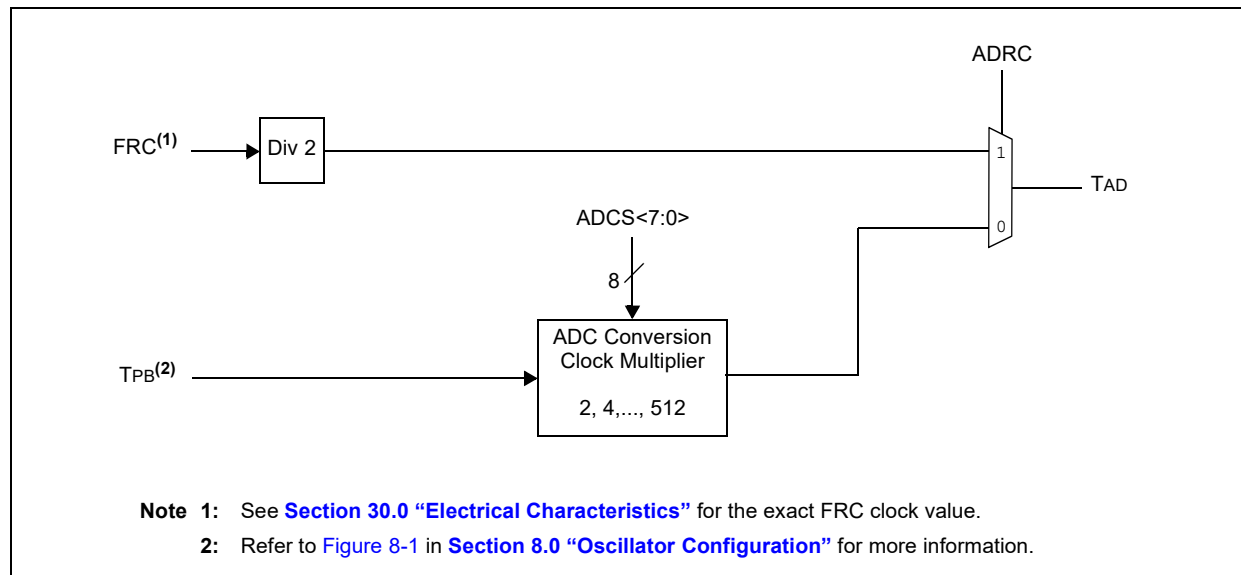 ADRC
FRC(1)
Div 2
1
TAD
ADCS<7:0>
0
8
ADC Conversion
Clock Multiplier
TPB(2)
2, 4,..., 512
Note 1: See Section 30.0 “Electrical Characteristics” for the exact FRC clock value.
2: Refer to Figure 8-1 in Section 8.0 “Oscillator Configuration” for more information.